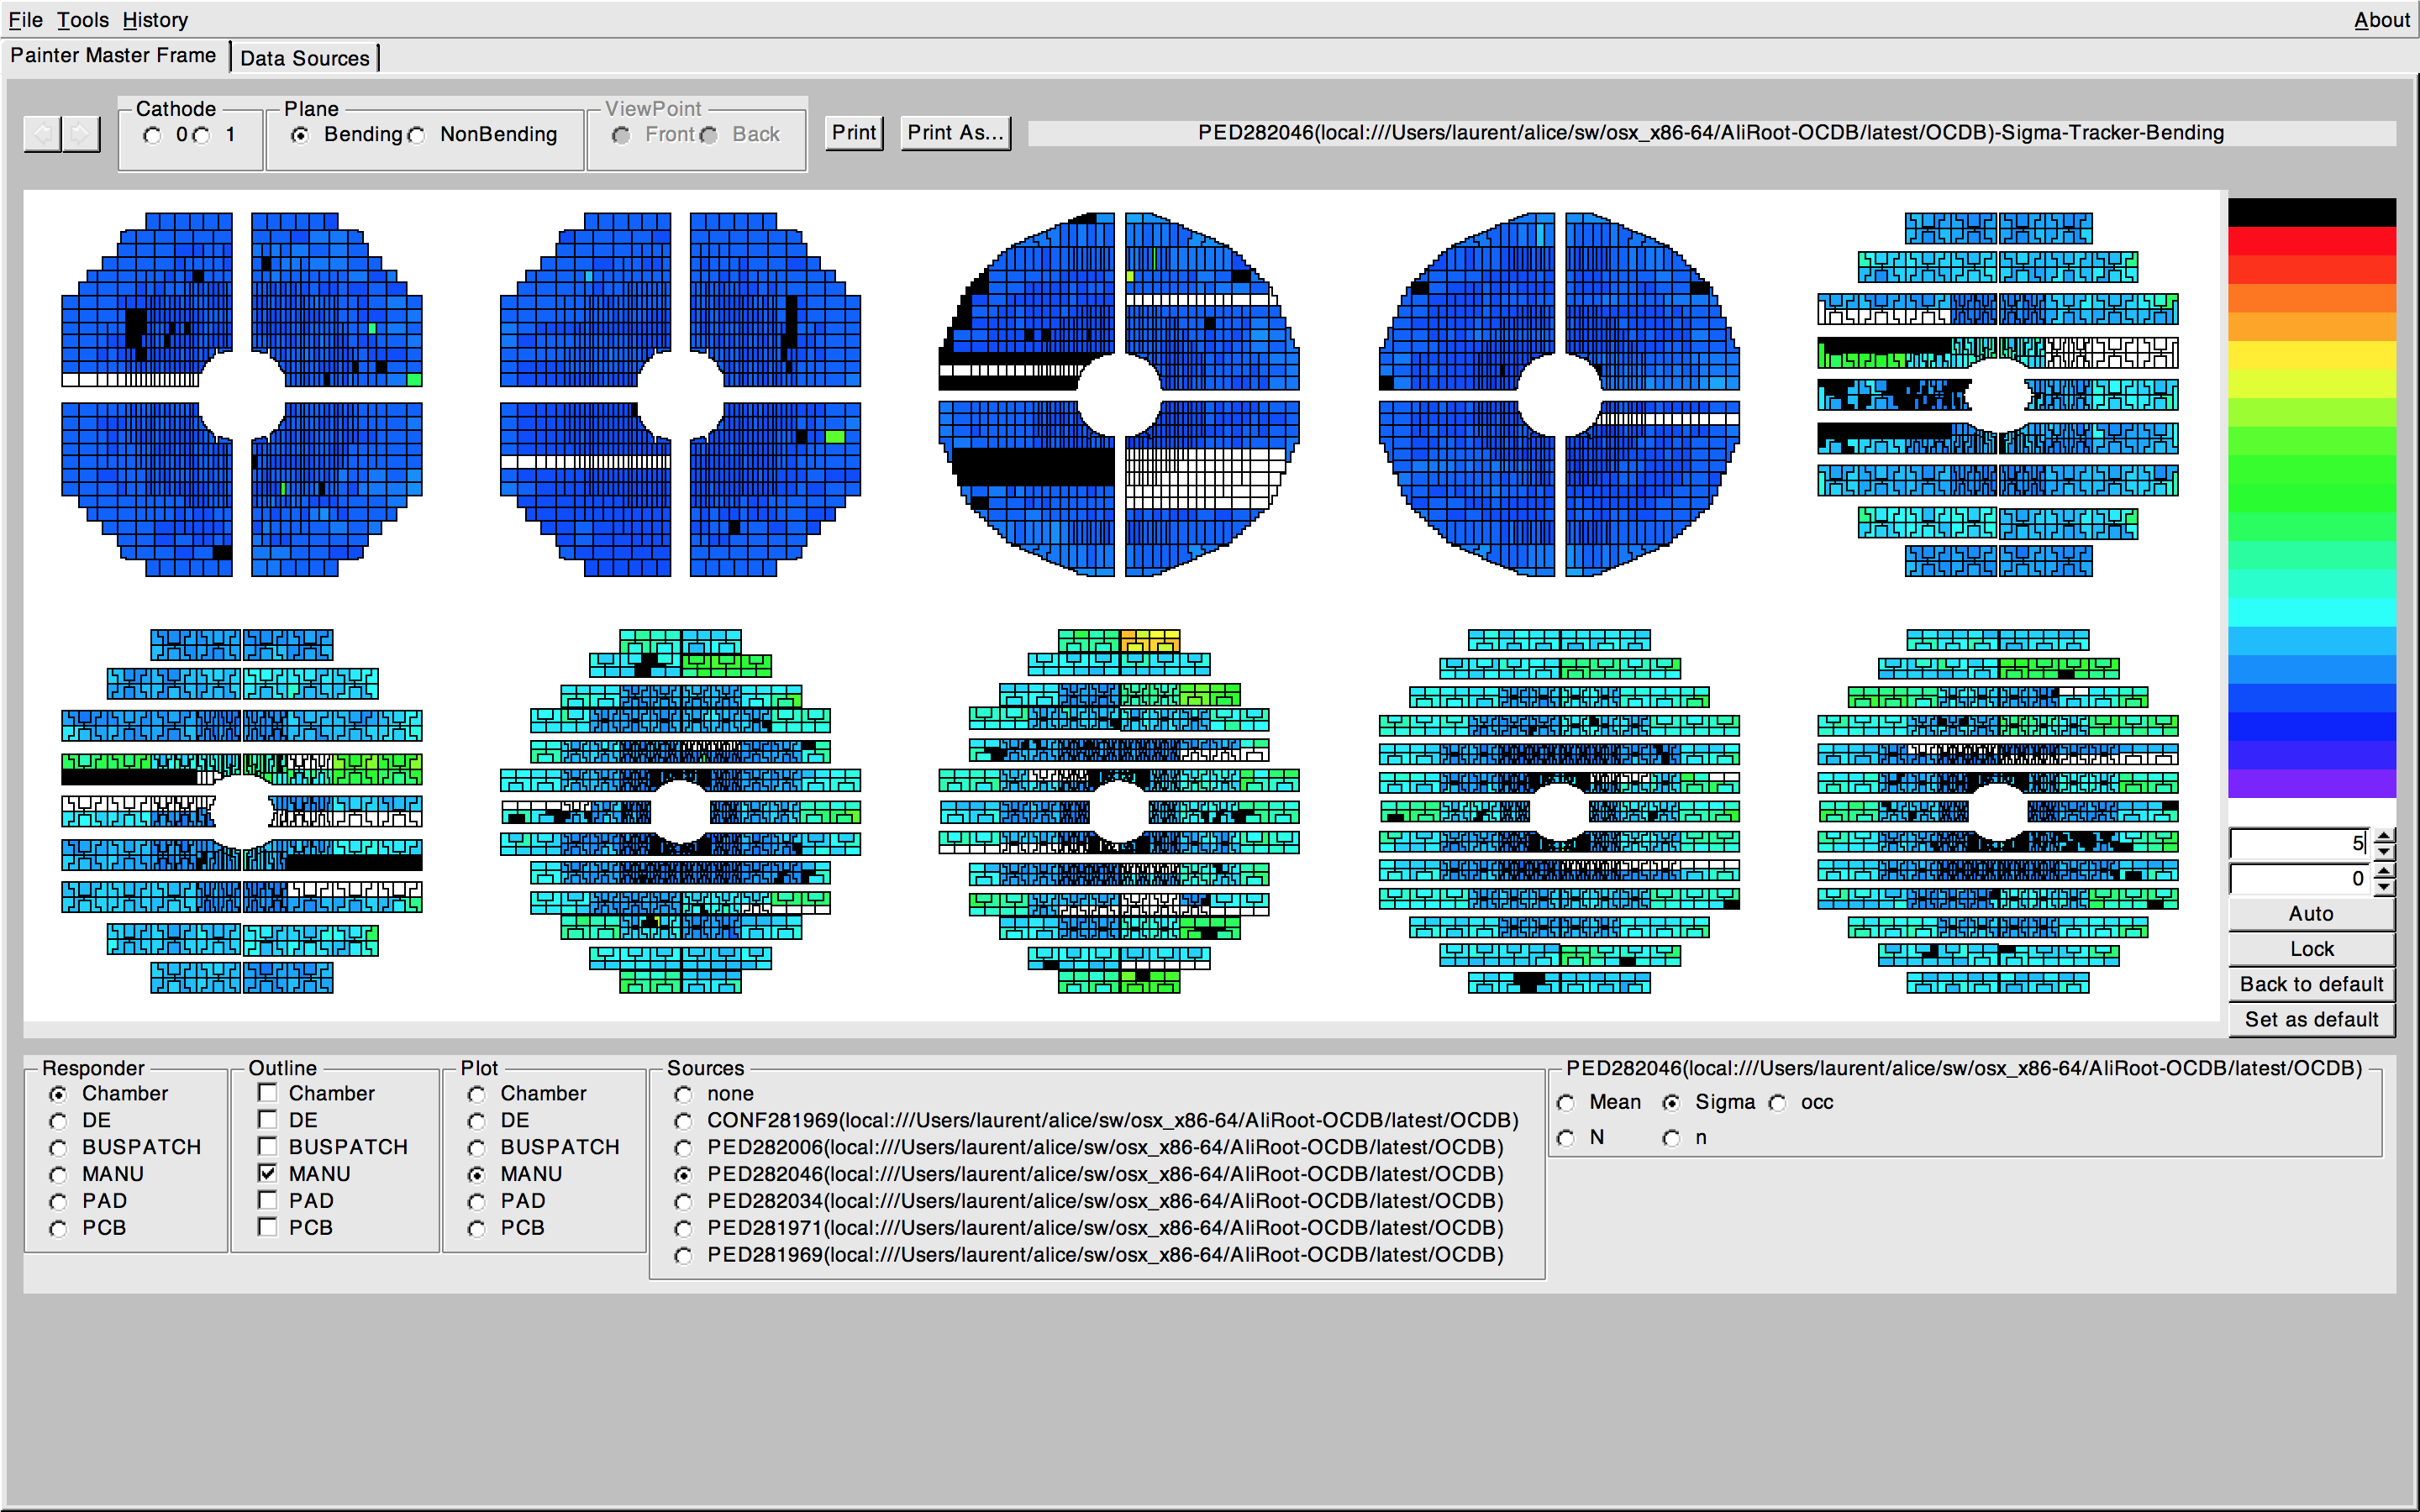 File Tools History About
Painter Master Frame Data Sources
Cathode Plane ViewPoint
0 1 Bending NonBending Front Back Print Print As... PED282046(local:///Users/laurent/alice/sw/osx_x86-64/AliRoot-OCDB/latest/OCDB)-Sigma-Tracker-Bending
5
0
Auto
Lock
Back to default
Set as default
Responder
Chamber
DE
BUSPATCH
MANU
PAD
PCB
Outline
Chamber
DE
BUSPATCH
MANU
PAD
PCB
Plot
Chamber
DE
BUSPATCH
MANU
PAD
PCB
Sources
none
CONF281969(local:///Users/laurent/alice/sw/osx_x86-64/AliRoot-OCDB/latest/OCDB)
PED282006(local:///Users/laurent/alice/sw/osx_x86-64/AliRoot-OCDB/latest/OCDB)
PED282046(local:///Users/laurent/alice/sw/osx_x86-64/AliRoot-OCDB/latest/OCDB)
PED282034(local:///Users/laurent/alice/sw/osx_x86-64/AliRoot-OCDB/latest/OCDB)
PED281971(local:///Users/laurent/alice/sw/osx_x86-64/AliRoot-OCDB/latest/OCDB)
PED281969(local:///Users/laurent/alice/sw/osx_x86-64/AliRoot-OCDB/latest/OCDB)
PED282046(local:///Users/laurent/alice/sw/osx_x86-64/AliRoot-OCDB/latest/OCDB)
Mean Sigma occ
N n